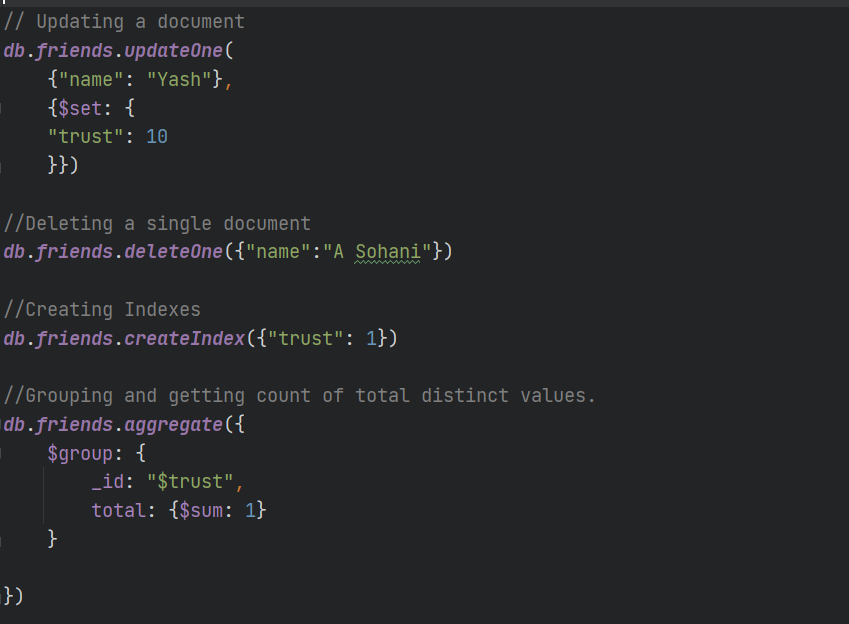 // Updating a document
db.friends.updateOne(
    {"name": "Yash"},
    {$set: {
    "trust": 10
    }})
//Deleting a single document
db.friends.deleteOne({"name":"A Sohani"})
//Creating Indexes
db.friends.createIndex({"trust": 1})
//Grouping and getting count of total distinct values.
db.friends.aggregate({
    $group: {
        _id: "$trust",
        total: {$sum: 1}
    }
})